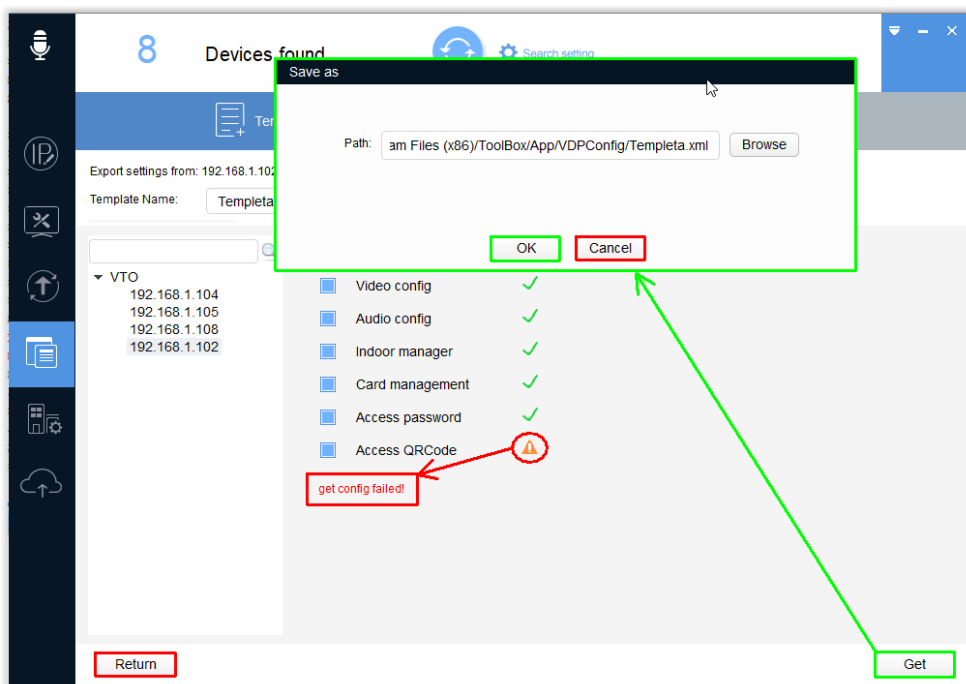 8 Devices found Search setting
Save as
Path: am Files (x86)/ToolBox/App/VDPConfig/Templeta.xml Browse
OK Cancel
Export settings from: 192.168.1.102
Template Name: Templeta
VTO
192.168.1.104
192.168.1.105
192.168.1.108
192.168.1.102
Video config
Audio config
Indoor manager
Card management
Access password
Access QRCode
get config failed!
Return Get